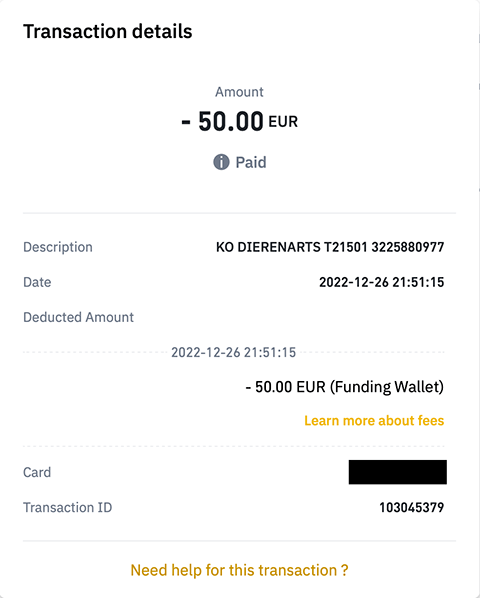 Transaction details
Amount
- 50.00 EUR
Paid
Description KO DIERENARTS T21501 3225880977
Date 2022-12-26 21:51:15
Deducted Amount
2022-12-26 21:51:15
- 50.00 EUR (Funding Wallet)
Learn more about fees
Card
Transaction ID 103045379
Need help for this transaction ?